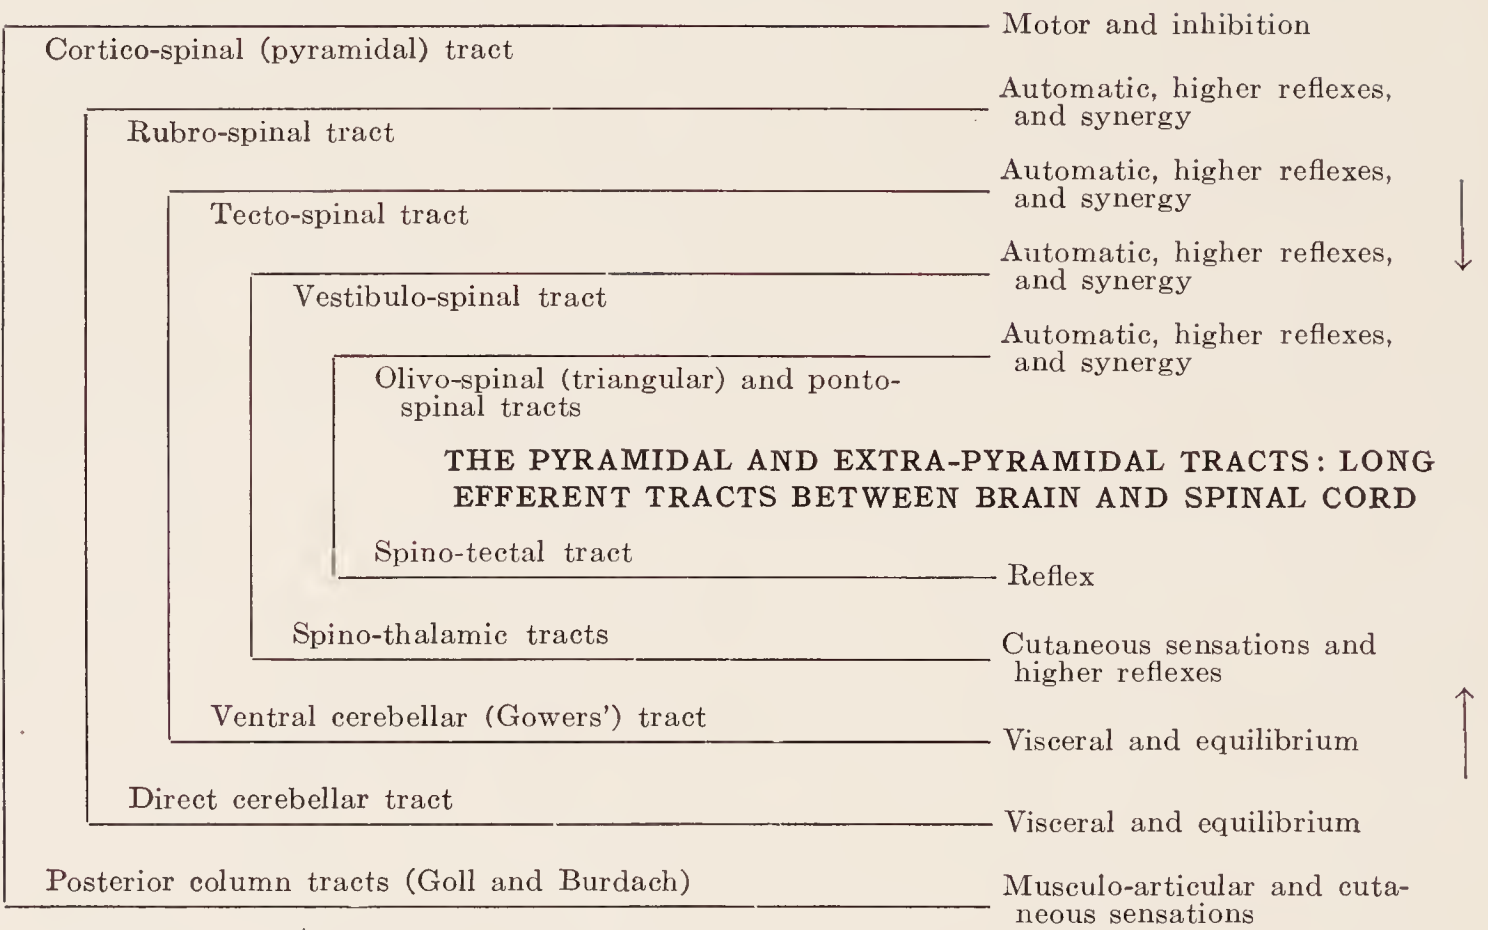 Motor and inhibition
Cortico-spinal (pyramidal) tract
Automatic, higher reflexes,
and synergy
Rubro-spinal tract
Automatic, higher reflexes,
and synergy
Tecto-spinal tract
Automatic, higher reflexes,
and synergy
Vestibulo-spinal tract
Automatic, higher reflexes,
and synergy
Olivo-spinal (triangular) and ponto-
spinal tracts
THE PYRAMIDAL AND EXTRA-PYRAMIDAL TRACTS: LONG
EFFERENT TRACTS BETWEEN BRAIN AND SPINAL CORD
Spino-tectal tract
Reflex
Spino-thalamic tracts
Cutaneous sensations and
higher reflexes
Ventral cerebellar (Gowers') tract
Visceral and equilibrium
Direct cerebellar tract
Visceral and equilibrium
Posterior column tracts (Goll and Burdach)
Musculo-articular and cuta-
neous sensations